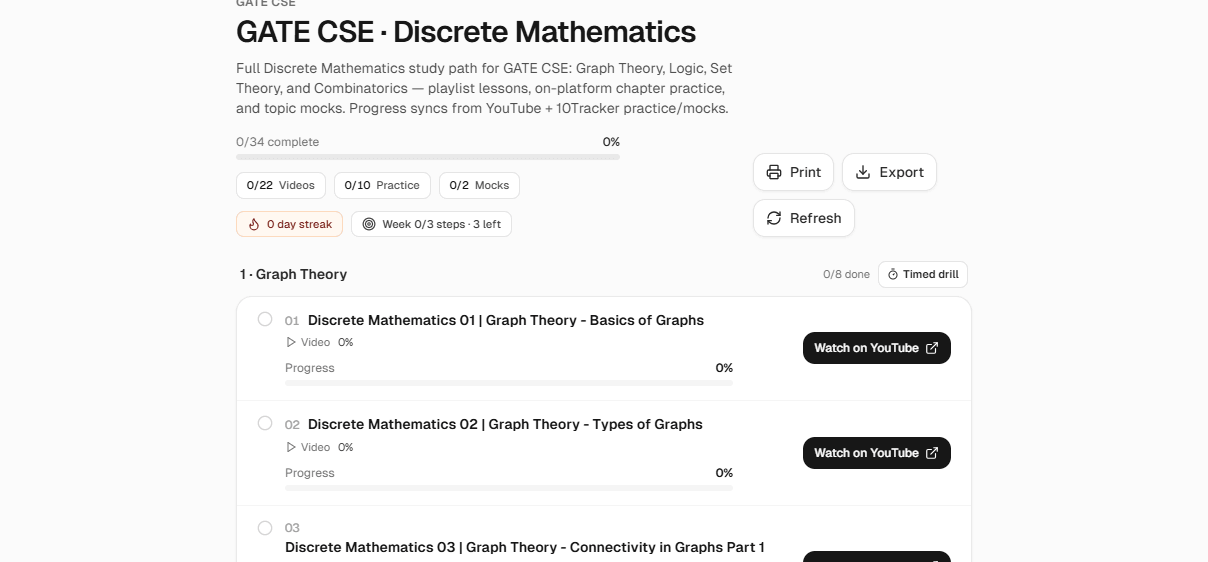 GATE CSE
GATE CSE · Discrete Mathematics
Full Discrete Mathematics study path for GATE CSE: Graph Theory, Logic, Set
Theory, and Combinatorics — playlist lessons, on-platform chapter practice,
and topic mocks. Progress syncs from YouTube + 10Tracker practice/mocks.
0/34 complete 0%
0/22 Videos 0/10 Practice 0/2 Mocks
0 day streak Week 0/3 steps · 3 left
Print Export
Refresh
1 · Graph Theory 0/8 done Timed drill
01 Discrete Mathematics 01 | Graph Theory - Basics of Graphs
Video 0%
Watch on YouTube
Progress 0%
02 Discrete Mathematics 02 | Graph Theory - Types of Graphs
Video 0%
Watch on YouTube
Progress 0%
03
Discrete Mathematics 03 | Graph Theory - Connectivity in Graphs Part 1